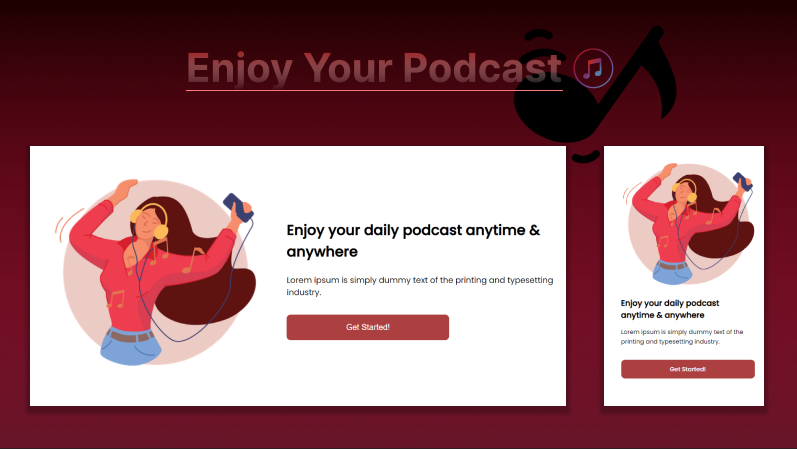 Enjoy Your Podcast
Enjoy your daily podcast anytime &
anywhere
Lorem Ipsum is simply dummy text of the printing and typesetting
industry.
Get Started!
Enjoy your daily podcast
anytime & anywhere
Lorem Ipsum is simply dummy text of the
printing and typesetting industry.
Get Started!